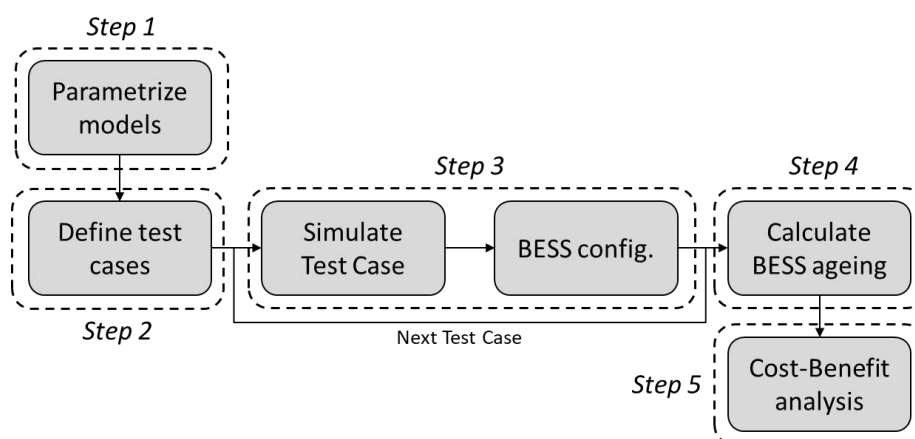 Step 1
Parametrize
models
Define test
cases
Step 2
Step 3
Simulate
Test Case
BESS config.
Next Test Case
Step 4
Calculate
BESS ageing
Step 5
Cost-Benefit
analysis